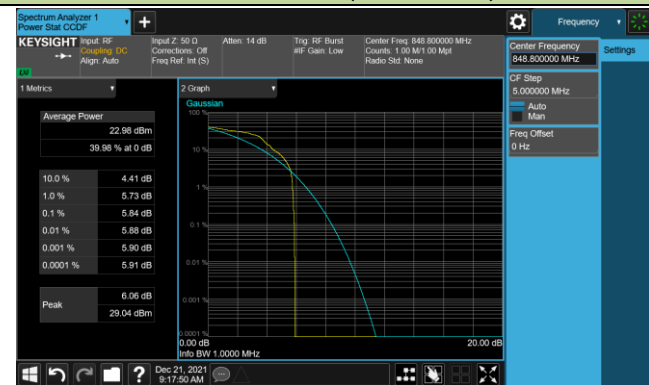 Spectrum Analyzer 1
Power Stat CCDF
Frequency
KEYSIGHT
Input: RF
Coupling: DC
Align: Auto
Input Z: 50 Ω
Corrections: Off
Freq Ref: Int (S)
Atten: 14 dB
Trig: RF Burst
#IF Gain: Low
Center Freq: 848.800000 MHz
Counts: 1.00 M/1.00 Mpt
Radio Std: None
Center Frequency
848.800000 MHz
Settings
CF Step
5.000000 MHz
Auto
Man
Freq Offset
0 Hz
1 Metrics
Average Power
22.98 dBm
39.98 % at 0 dB
10.0 % 4.41 dB
1.0 % 5.73 dB
0.1 % 5.84 dB
0.01 % 5.88 dB
0.001 % 5.90 dB
0.0001 % 5.91 dB
Peak
6.06 dB
29.04 dBm
2 Graph
Gaussian
100 %
10 %
1 %
0.1 %
0.01 %
0.001 %
0.0001 %
0.00 dB 20.00 dB
Info BW 1.0000 MHz
Dec 21, 2021
9:17:50 AM